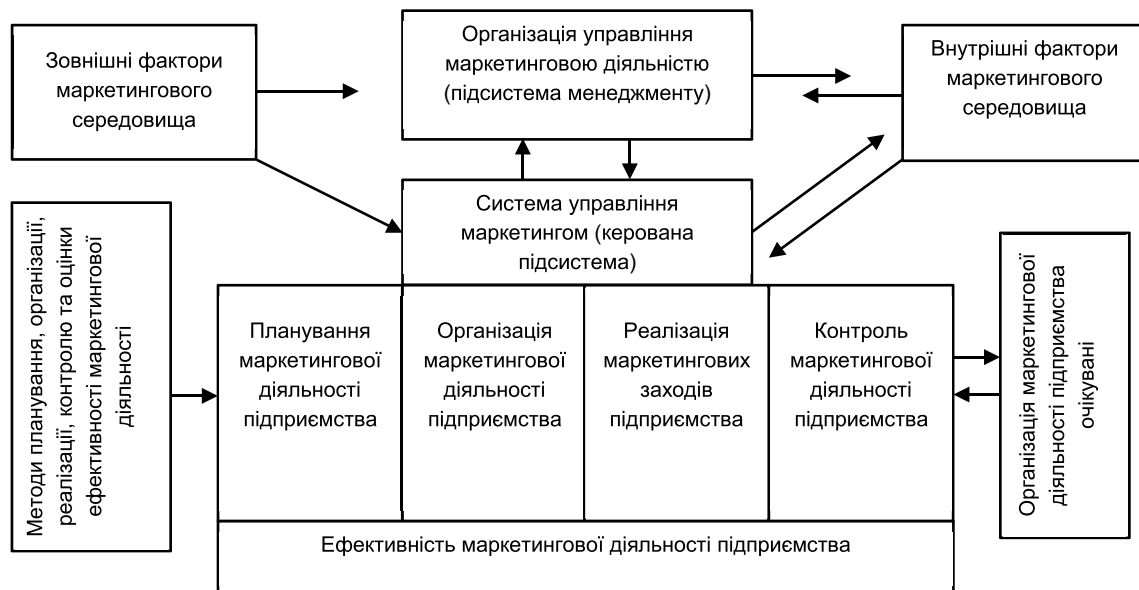 Зовнішні фактори
маркетингового
середовища
Організація управління
маркетинговою діяльністю
(підсистема менеджменту)
Внутрішні фактори
маркетингового
середовища
Система управління
маркетингом (керована
підсистема)
Методи планування, організації,
реалізації, контролю та оцінки
ефективності маркетингової
діяльності
Планування
маркетингової
діяльності
підприємства
Організація
маркетингової
діяльності
підприємства
Реалізація
маркетингових
заходів
підприємства
Контроль
маркетингової
діяльності
підприємства
Організація маркетингової
діяльності підприємства
очікувані
Ефективність маркетингової діяльності підприємства